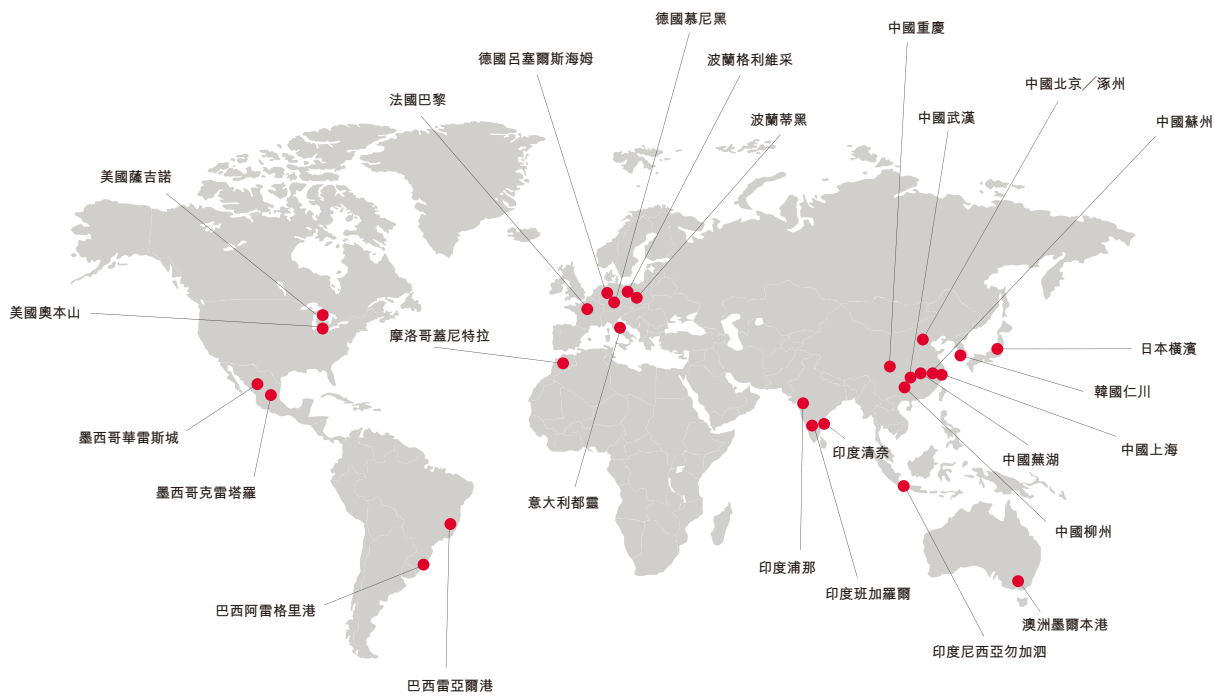 德國慕尼黑
中國重慶
德國呂塞爾斯海姆
波蘭格利維采
中國北京／涿州
法國巴黎
中國武漢
波蘭蒂黑
中國蘇州
美國薩吉諾
美國奧本山
摩洛哥蓋尼特拉
日本橫濱
韓國仁川
墨西哥華雷斯城
印度清奈
中國上海
中國蕪湖
墨西哥克雷塔羅
意大利都靈
中國柳州
印度浦那
印度班加羅爾
巴西阿雷格里港
澳洲墨爾本港
印度尼西亞勿加泗
巴西雷亞爾港